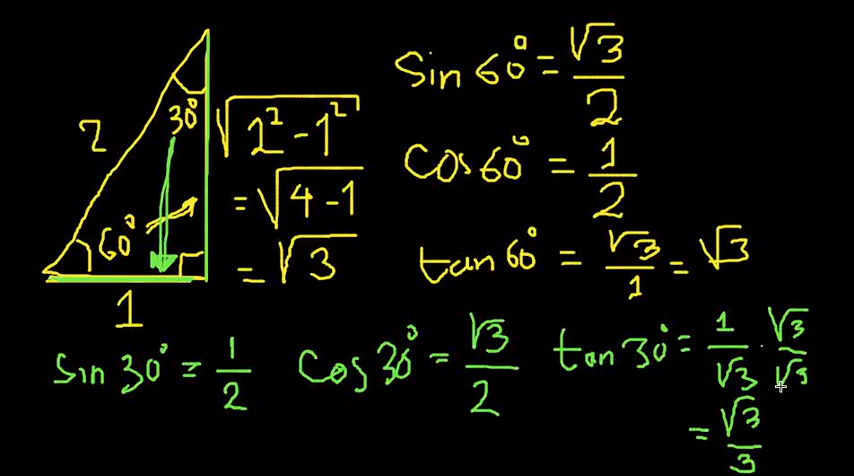 2
30°
60°
1
√(2² - 1²)
= √(4 - 1)
= √3
sin 60° = √3/2
cos 60° = 1/2
tan 60° = √3/1 = √3
sin 30° = 1/2
cos 30° = √3/2
tan 30° = 1/√3 · √3/√3
= √3/3